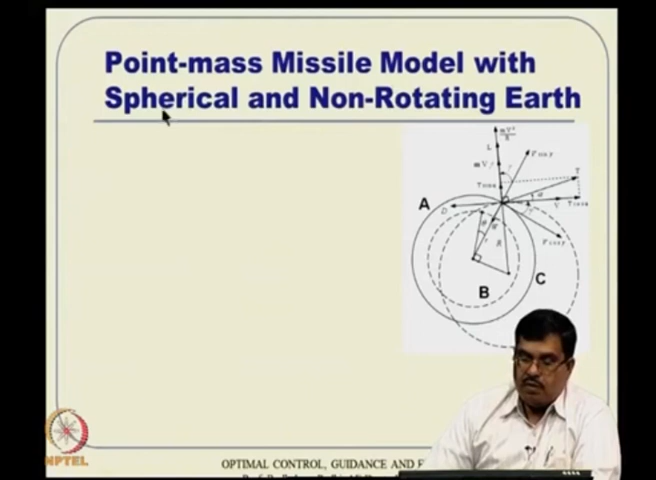 Point-mass Missile Model with
Spherical and Non-Rotating Earth
L
T
V
D
R
A
B
C
NPTEL
OPTIMAL CONTROL, GUIDANCE AND E